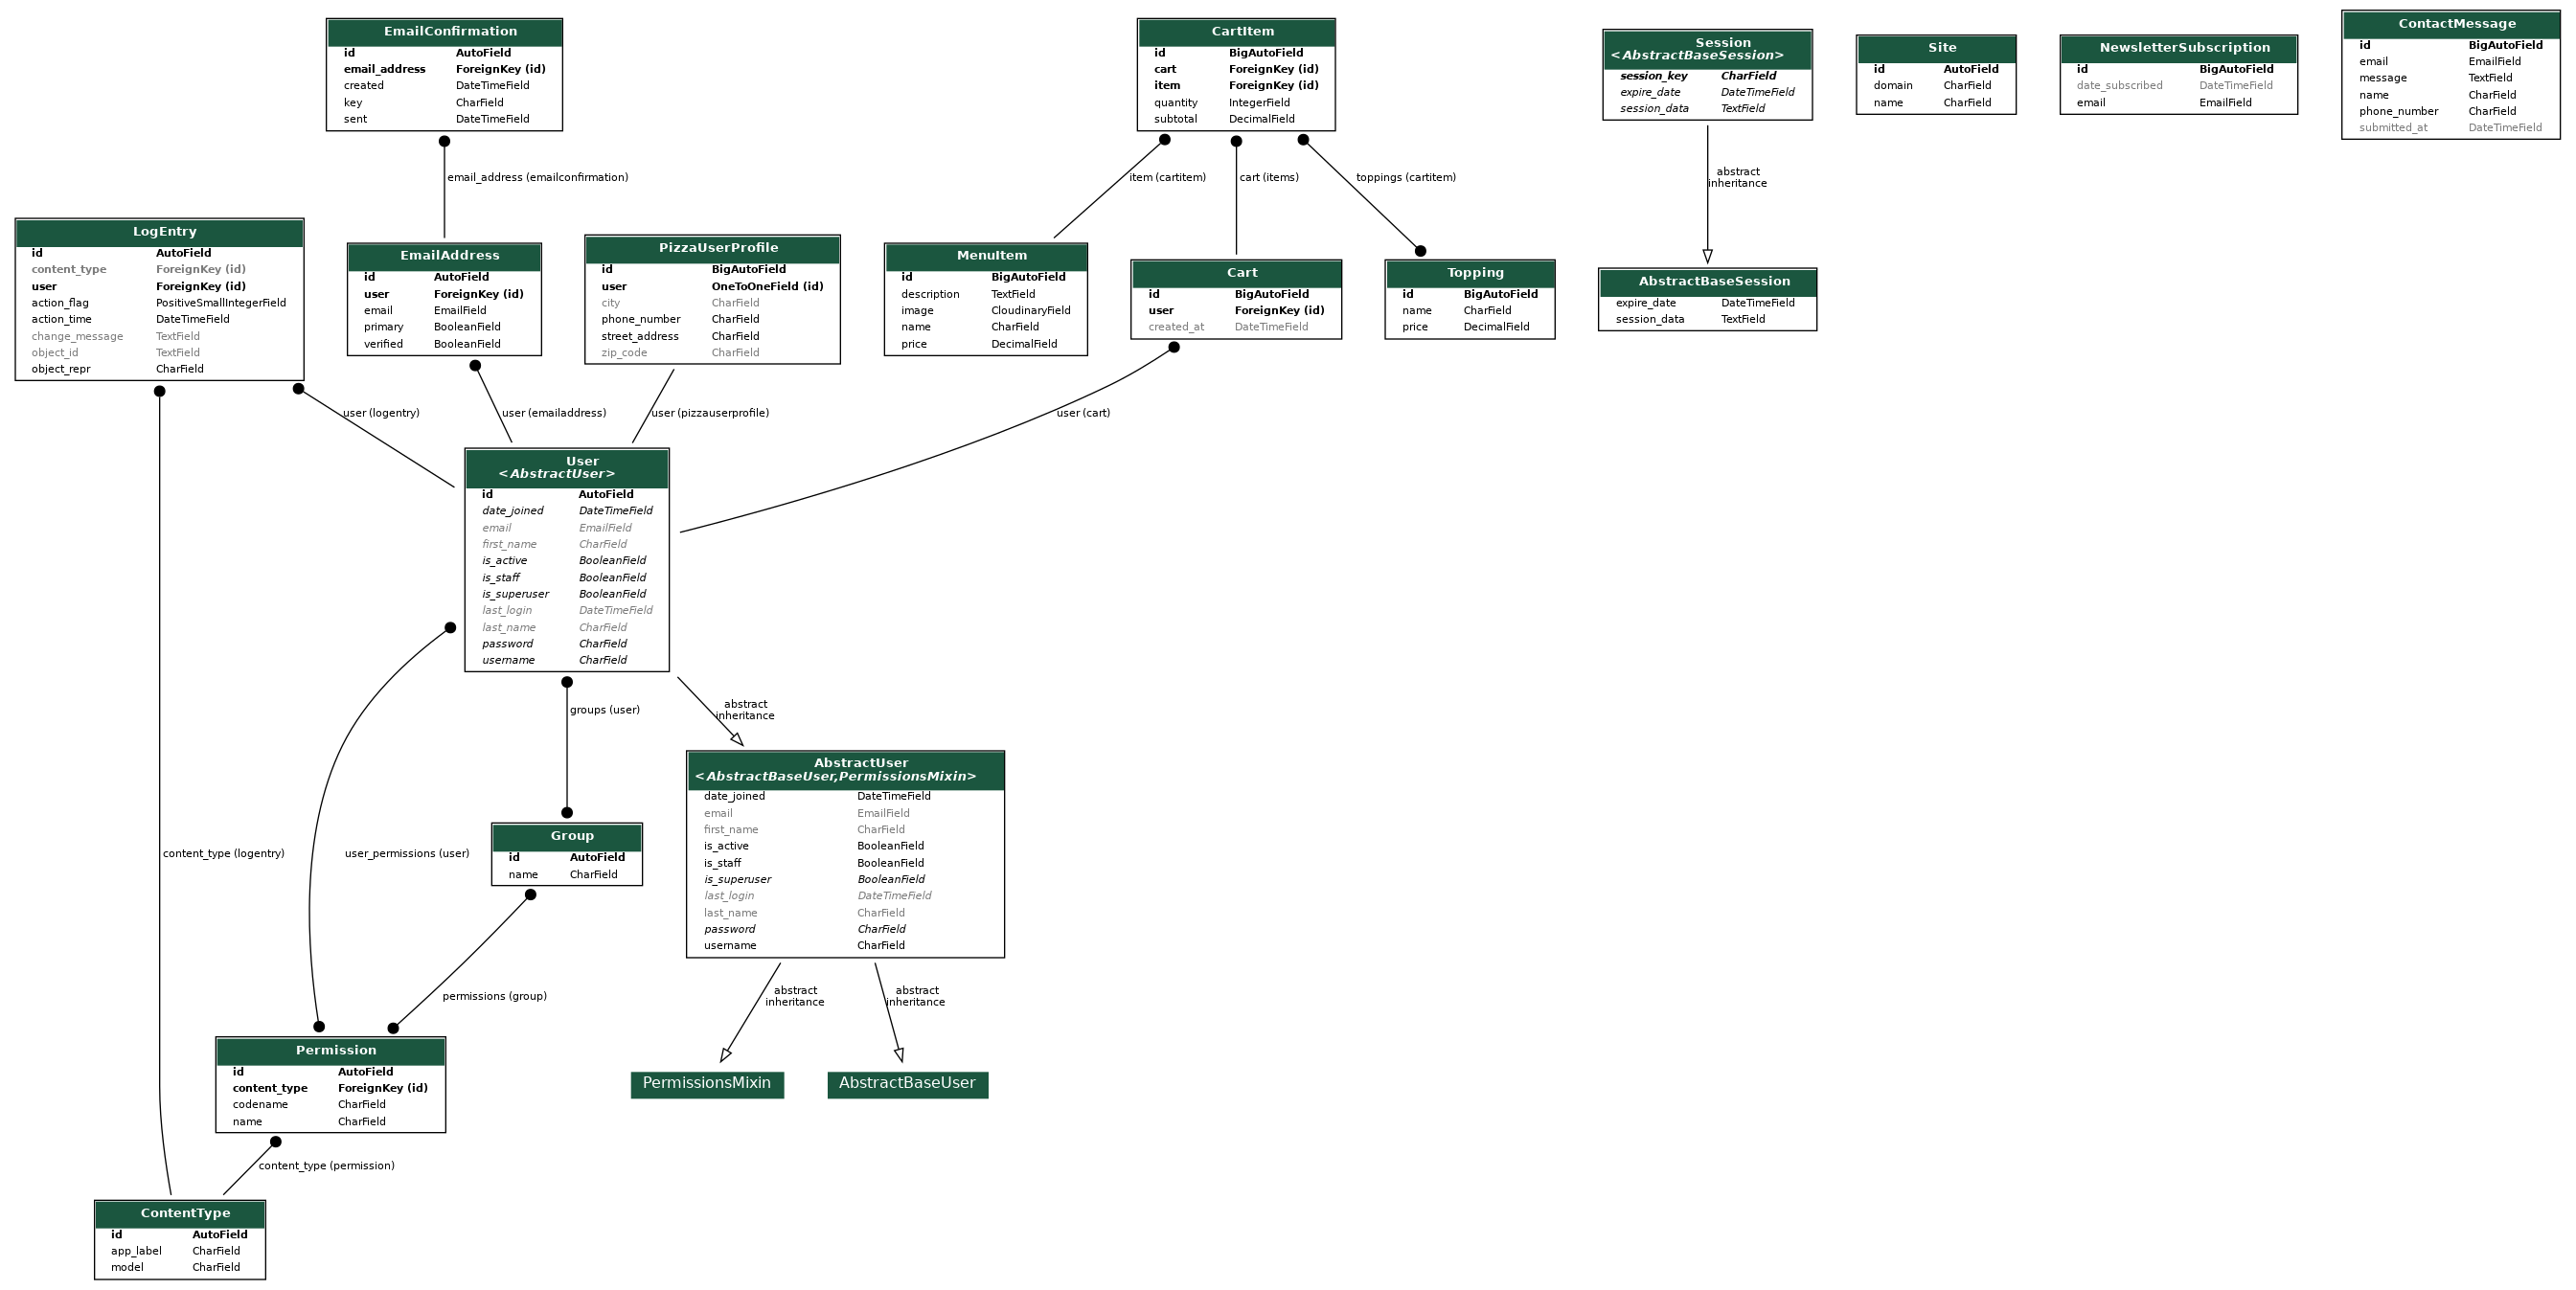 EmailConfirmation
id AutoField
email_address ForeignKey (id)
created DateTimeField
key CharField
sent DateTimeField
CartItem
id BigAutoField
cart ForeignKey (id)
item ForeignKey (id)
quantity IntegerField
subtotal DecimalField
Session
<AbstractBaseSession>
session_key CharField
expire_date DateTimeField
session_data TextField
Site
id AutoField
domain CharField
name CharField
NewsletterSubscription
id BigAutoField
date_subscribed DateTimeField
email EmailField
ContactMessage
id BigAutoField
email EmailField
message TextField
name CharField
phone_number CharField
submitted_at DateTimeField
email_address (emailconfirmation)
item (cartitem)
cart (items)
toppings (cartitem)
abstract
inheritance
LogEntry
id AutoField
content_type ForeignKey (id)
user ForeignKey (id)
action_flag PositiveSmallIntegerField
action_time DateTimeField
change_message TextField
object_id TextField
object_repr CharField
EmailAddress
id AutoField
user ForeignKey (id)
email EmailField
primary BooleanField
verified BooleanField
PizzaUserProfile
id BigAutoField
user OneToOneField (id)
city CharField
phone_number CharField
street_address CharField
zip_code CharField
MenuItem
id BigAutoField
description TextField
image CloudinaryField
name CharField
price DecimalField
Cart
id BigAutoField
user ForeignKey (id)
created_at DateTimeField
Topping
id BigAutoField
name CharField
price DecimalField
AbstractBaseSession
expire_date DateTimeField
session_data TextField
user (logentry)
user (emailaddress)
user (pizzauserprofile)
user (cart)
User
<AbstractUser>
id AutoField
date_joined DateTimeField
email EmailField
first_name CharField
is_active BooleanField
is_staff BooleanField
is_superuser BooleanField
last_login DateTimeField
last_name CharField
password CharField
username CharField
groups (user)
abstract
inheritance
AbstractUser
<AbstractBaseUser,PermissionsMixin>
date_joined DateTimeField
email EmailField
first_name CharField
is_active BooleanField
is_staff BooleanField
is_superuser BooleanField
last_login DateTimeField
last_name CharField
password CharField
username CharField
content_type (logentry)
user_permissions (user)
Group
id AutoField
name CharField
permissions (group)
abstract
inheritance
abstract
inheritance
Permission
id AutoField
content_type ForeignKey (id)
codename CharField
name CharField
PermissionsMixin
AbstractBaseUser
content_type (permission)
ContentType
id AutoField
app_label CharField
model CharField